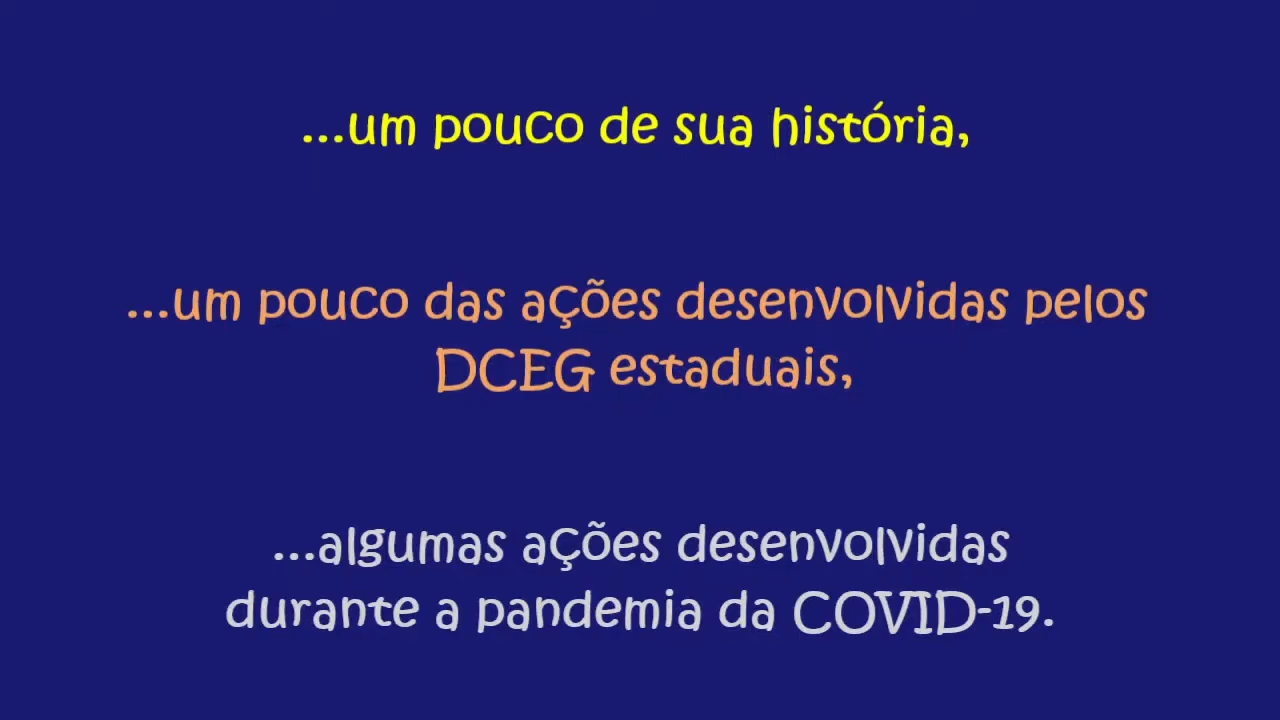 ...um pouco de sua história,
...um pouco das ações desenvolvidas pelos
DCEG estaduais,
...algumas ações desenvolvidas
durante a pandemia da COVID-19.